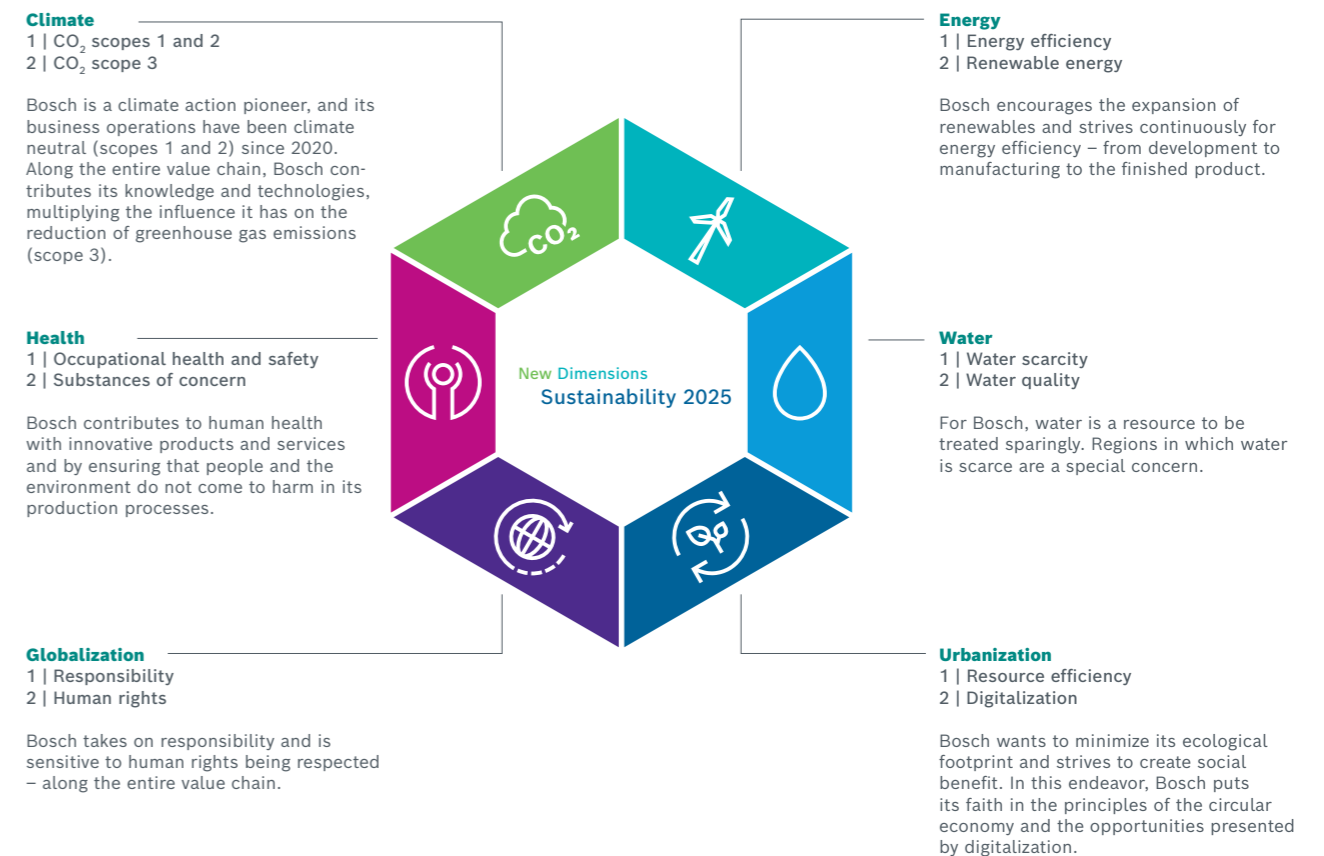 Climate
1 | CO₂ scopes 1 and 2
2 | CO₂ scope 3
Bosch is a climate action pioneer, and its
business operations have been climate
neutral (scopes 1 and 2) since 2020.
Along the entire value chain, Bosch con-
tributes its knowledge and technologies,
multiplying the influence it has on the
reduction of greenhouse gas emissions
(scope 3).
Energy
1 | Energy efficiency
2 | Renewable energy
Bosch encourages the expansion of
renewables and strives continuously for
energy efficiency – from development to
manufacturing to the finished product.
CO₂
Health
1 | Occupational health and safety
2 | Substances of concern
Bosch contributes to human health
with innovative products and services
and by ensuring that people and the
environment do not come to harm in its
production processes.
New Dimensions
Sustainability 2025
Water
1 | Water scarcity
2 | Water quality
For Bosch, water is a resource to be
treated sparingly. Regions in which water
is scarce are a special concern.
Globalization
1 | Responsibility
2 | Human rights
Bosch takes on responsibility and is
sensitive to human rights being respected
– along the entire value chain.
Urbanization
1 | Resource efficiency
2 | Digitalization
Bosch wants to minimize its ecological
footprint and strives to create social
benefit. In this endeavor, Bosch puts
its faith in the principles of the circular
economy and the opportunities presented
by digitalization.